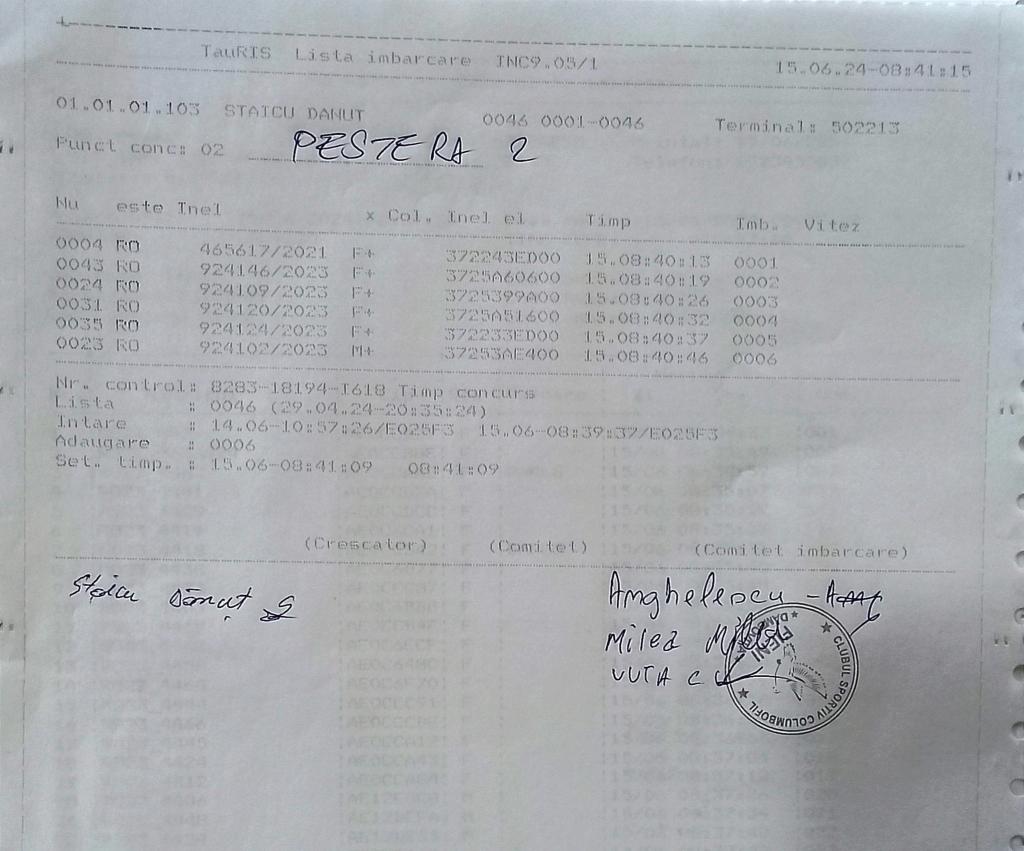 TauRIS Lista imbarcare INC9.05/1 15.06.24-08:41:15
01.01.01.103 STAICU DANUT 0046 0001-0046 Terminal: 502213
Punct conc: 02 PESTERA 2
Nu este Inel x Col. Inel el Timp Imb. Vitez
0004 RO 465617/2021 F+ 372243ED00 15.08:40:13 0001
0043 RO 924146/2023 F+ 3725A60600 15.08:40:19 0002
0024 RO 924109/2023 F+ 3725399A00 15.08:40:26 0003
0031 RO 924120/2023 F+ 3725A51600 15.08:40:32 0004
0035 RO 924124/2023 F+ 372233ED00 15.08:40:37 0005
0023 RO 924102/2023 M+ 37253AE400 15.08:40:46 0006
Nr. control: 8283-18194-I618 Timp concurs
Lista : 0046 (29.04.24-20:35:24)
Intare : 14.06-10:57:26/E025F3 15.06-08:39:37/E025F3
Adaugare : 0006
Set. timp. : 15.06-08:41:09 08:41:09
(Crescator) (Comitet) (Comitet imbarcare)
Staicu Dănuț
Anghelescu
Milea
VUTA C
CLUBUL SPORTIV COLUMBOFIL
FIENI